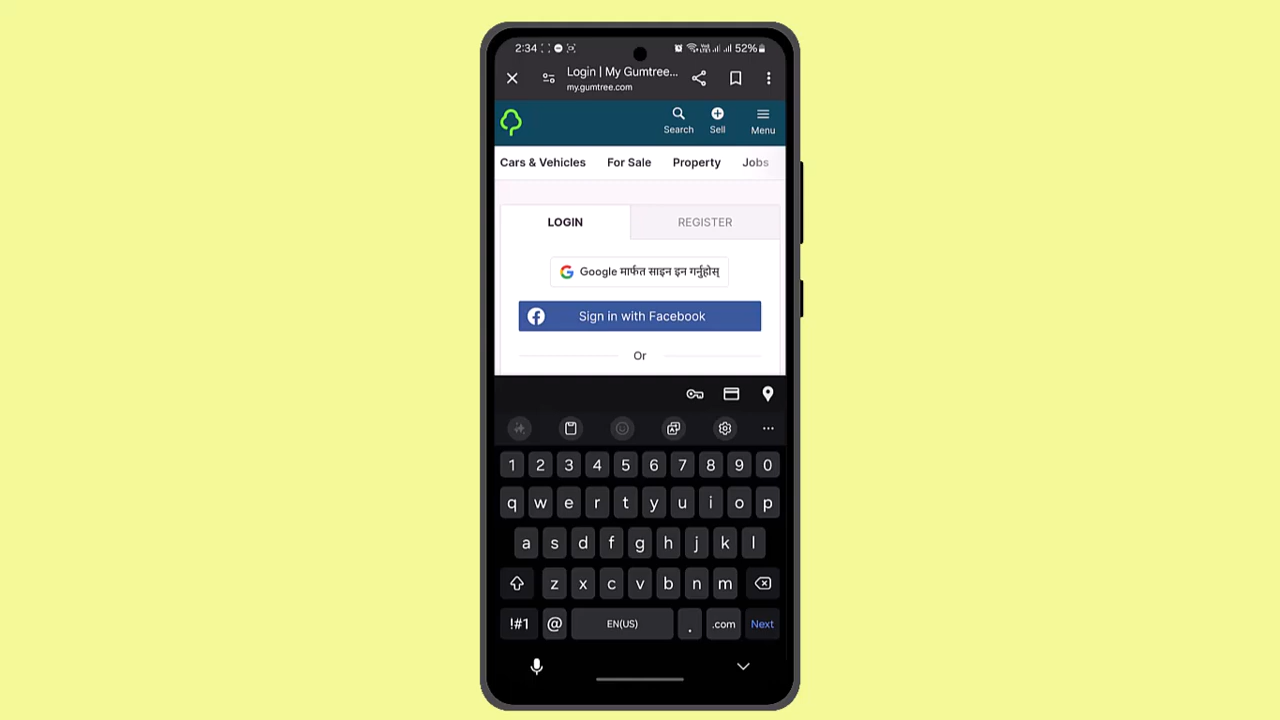 2:34
52%
Login | My Gumtree...
my.gumtree.com
Search
Sell
Menu
Cars & Vehicles
For Sale
Property
Jobs
LOGIN
REGISTER
Google मार्फत साइन इन गर्नुहोस्
Sign in with Facebook
Or
1 2 3 4 5 6 7 8 9 0
q w e r t y u i o p
a s d f g h j k l
z x c v b n m
!#1 @ EN(US) . .com Next